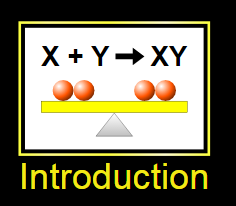 X + Y → XY
Introduction